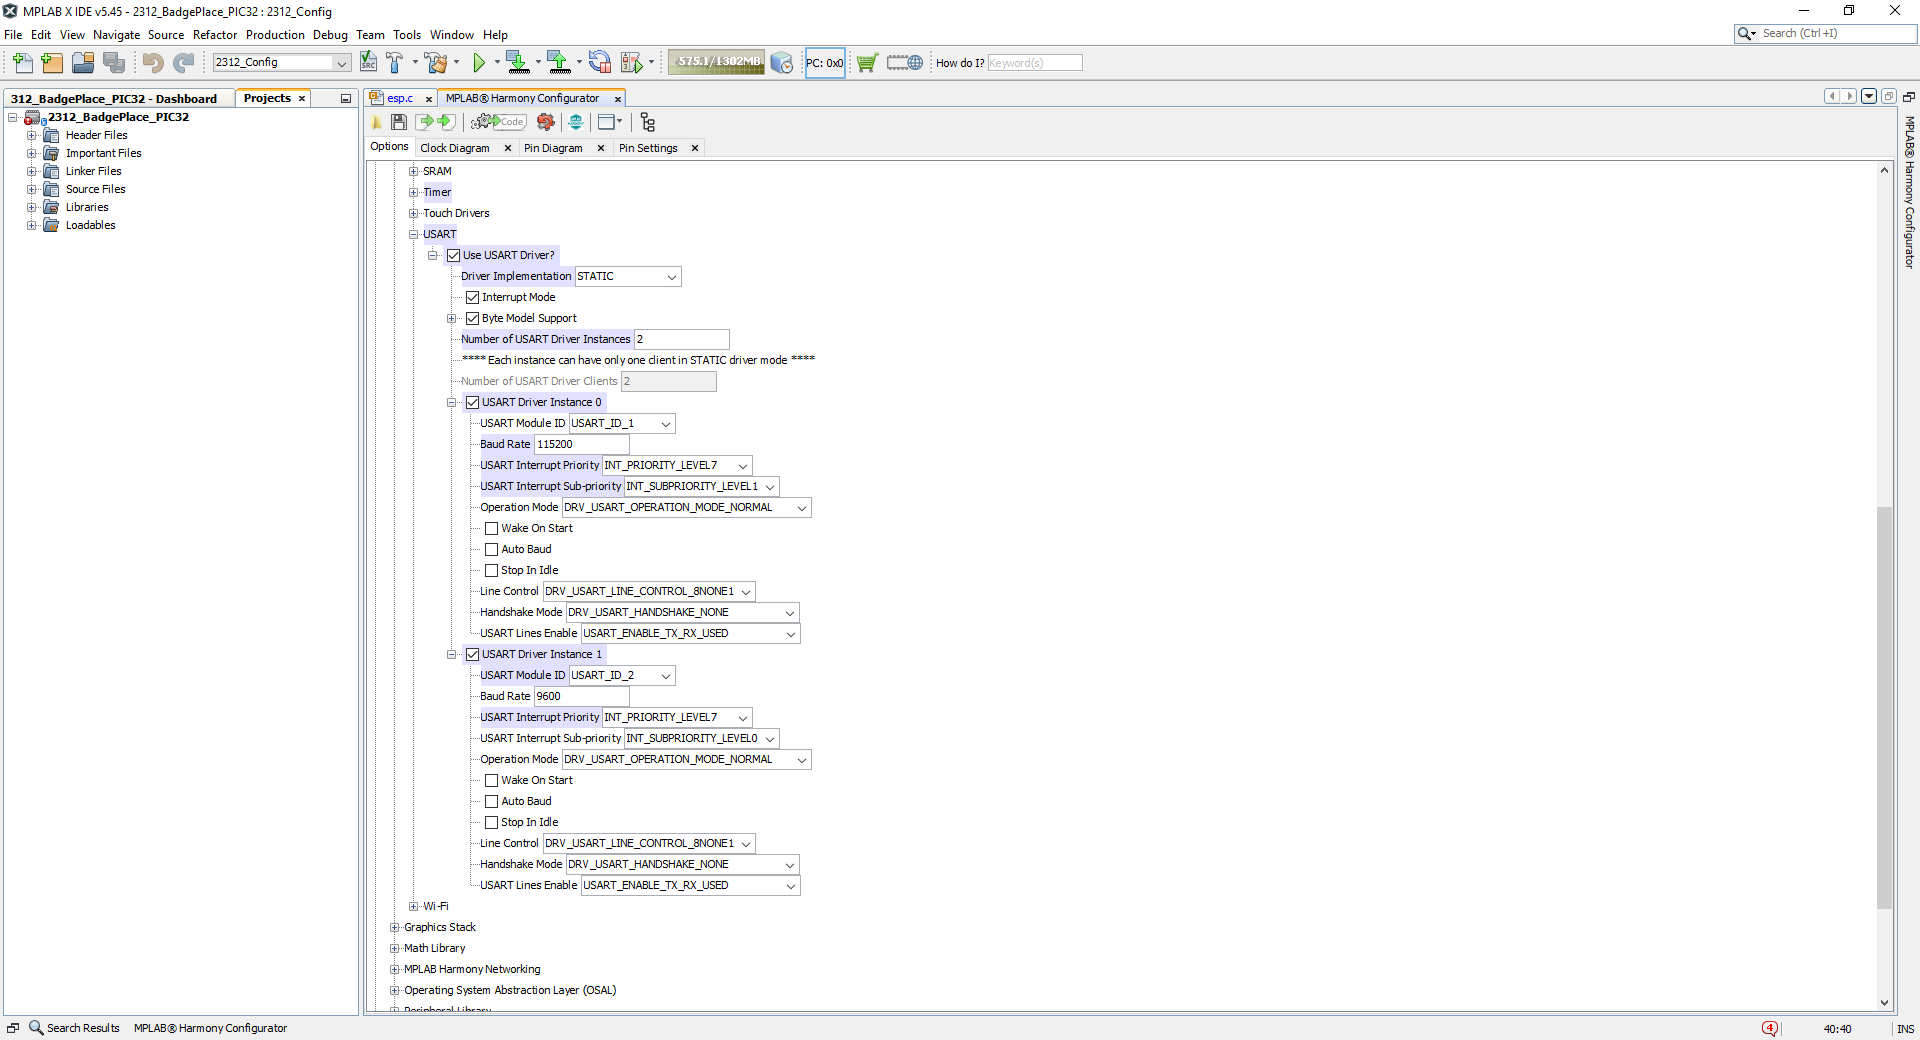 MPLAB X IDE v5.45 - 2312_BadgePlace_PIC32 : 2312_Config
File Edit View Navigate Source Refactor Production Debug Team Tools Window Help
Search (Ctrl+I)
2312_Config
575.1/1302MB
PC: 0x0
How do I? Keyword(s)
312_BadgePlace_PIC32 - Dashboard
Projects
esp.c
MPLAB® Harmony Configurator
2312_BadgePlace_PIC32
Header Files
Important Files
Linker Files
Source Files
Libraries
Loadables
Code
Options
Clock Diagram
Pin Diagram
Pin Settings
SRAM
Timer
Touch Drivers
USART
Use USART Driver?
Driver Implementation STATIC
Interrupt Mode
Byte Model Support
Number of USART Driver Instances 2
**** Each instance can have only one client in STATIC driver mode ****
Number of USART Driver Clients 2
USART Driver Instance 0
USART Module ID USART_ID_1
Baud Rate 115200
USART Interrupt Priority INT_PRIORITY_LEVEL7
USART Interrupt Sub-priority INT_SUBPRIORITY_LEVEL1
Operation Mode DRV_USART_OPERATION_MODE_NORMAL
Wake On Start
Auto Baud
Stop In Idle
Line Control DRV_USART_LINE_CONTROL_8NONE1
Handshake Mode DRV_USART_HANDSHAKE_NONE
USART Lines Enable USART_ENABLE_TX_RX_USED
USART Driver Instance 1
USART Module ID USART_ID_2
Baud Rate 9600
USART Interrupt Priority INT_PRIORITY_LEVEL7
USART Interrupt Sub-priority INT_SUBPRIORITY_LEVEL0
Operation Mode DRV_USART_OPERATION_MODE_NORMAL
Wake On Start
Auto Baud
Stop In Idle
Line Control DRV_USART_LINE_CONTROL_8NONE1
Handshake Mode DRV_USART_HANDSHAKE_NONE
USART Lines Enable USART_ENABLE_TX_RX_USED
Wi-Fi
Graphics Stack
Math Library
MPLAB Harmony Networking
Operating System Abstraction Layer (OSAL)
Peripheral Library
MPLAB® Harmony Configurator
Search Results
MPLAB® Harmony Configurator
4
40:40
INS